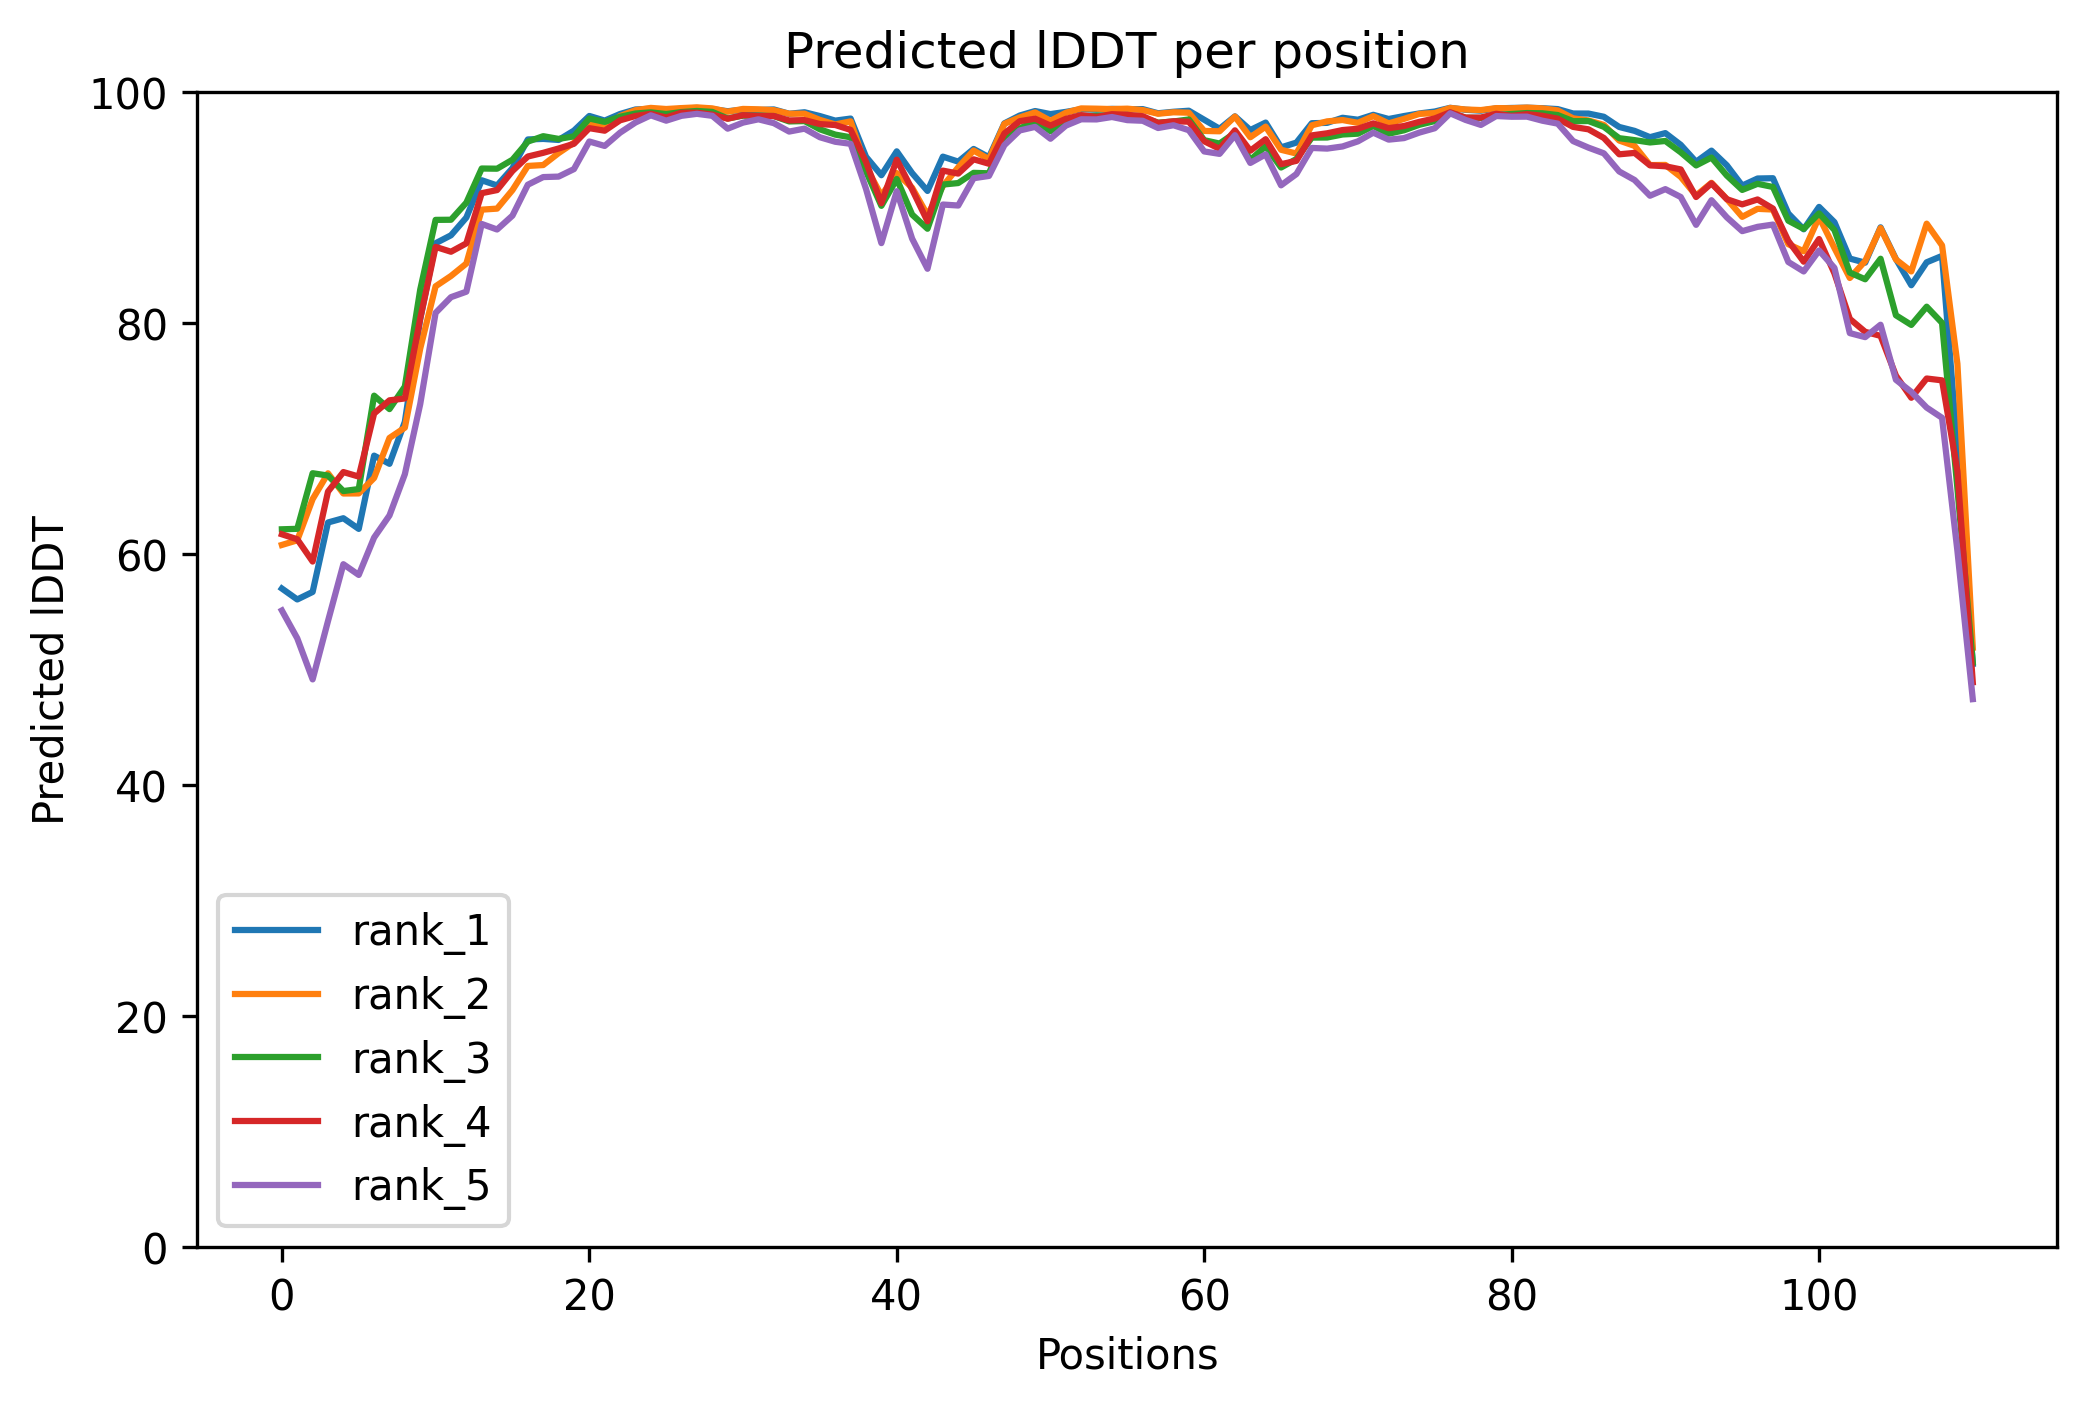 Predicted lDDT per position
Predicted lDDT
100
80
60
40
20
0
rank_1
rank_2
rank_3
rank_4
rank_5
0 20 40 60 80 100
Positions